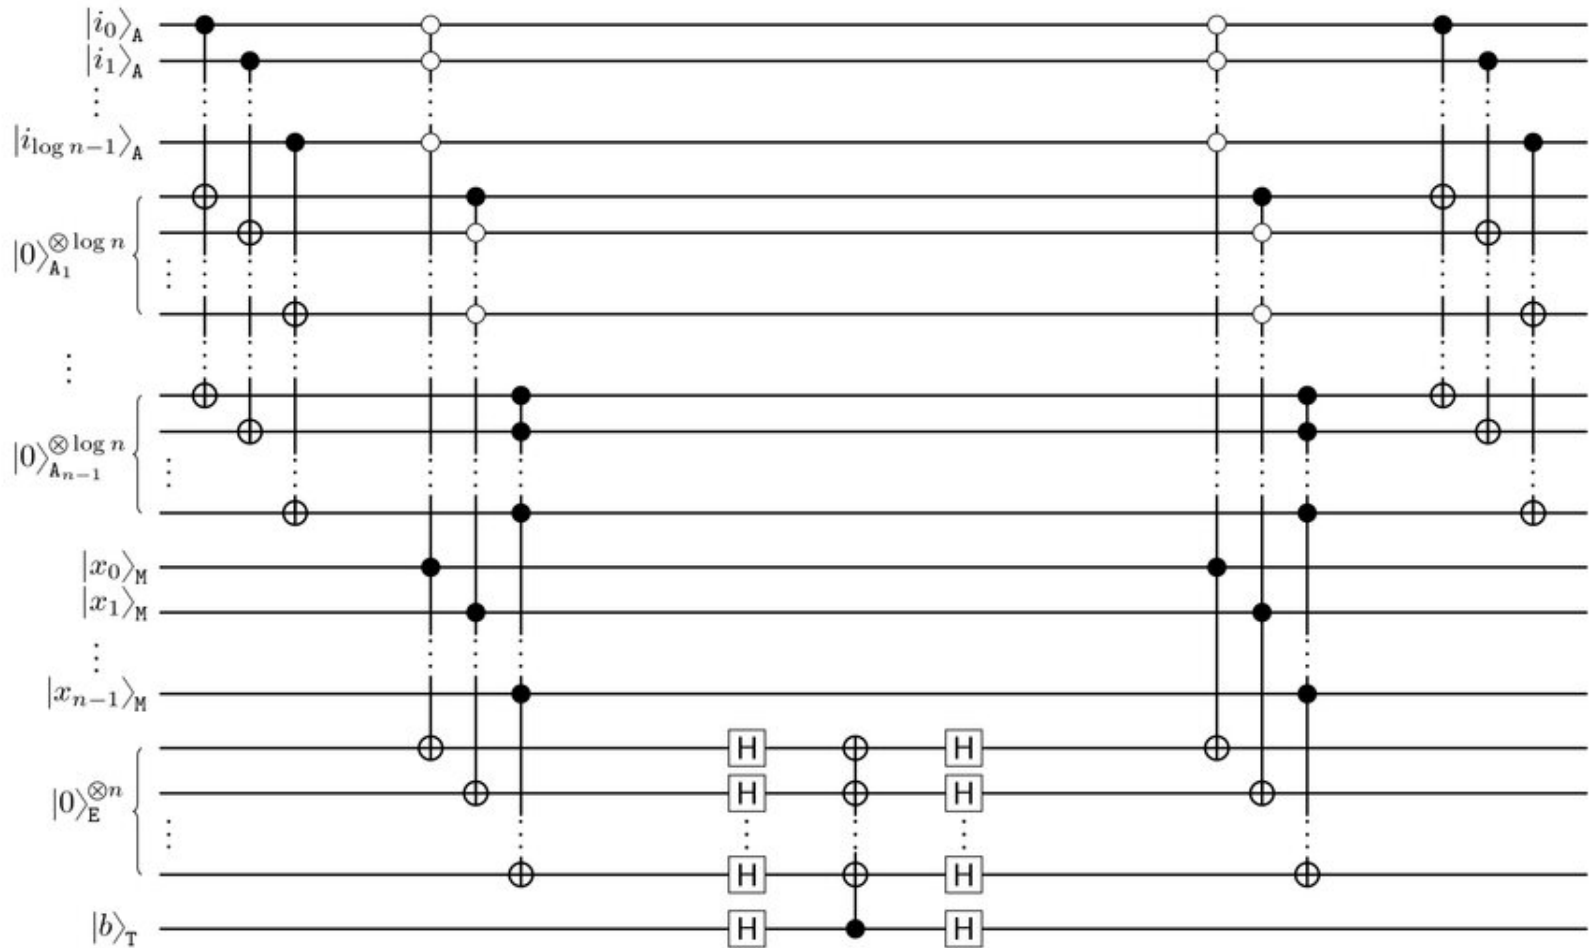 |i₀⟩_A
|i₁⟩_A
⋮
|i_{log n−1}⟩_A
|0⟩_{A₁}^{⊗ log n}
⋮
⋮
|0⟩_{A_{n−1}}^{⊗ log n}
⋮
|x₀⟩_M
|x₁⟩_M
⋮
|x_{n−1}⟩_M
H H
|0⟩_E^{⊗n} H H
⋮
H H
|b⟩_T H H